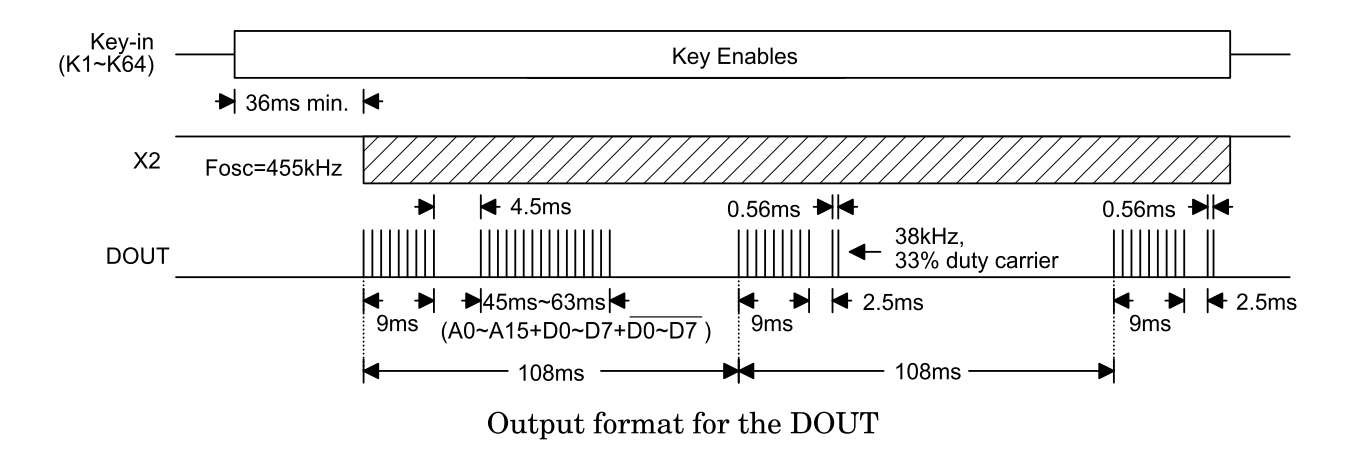 Key-in
(K1~K64)
Key Enables
36ms min.
X2
Fosc=455kHz
4.5ms
0.56ms
0.56ms
DOUT
38kHz,
33% duty carrier
9ms
45ms~63ms
(A0~A15+D0~D7+D0~D7)
9ms
2.5ms
9ms
2.5ms
108ms
108ms
Output format for the DOUT